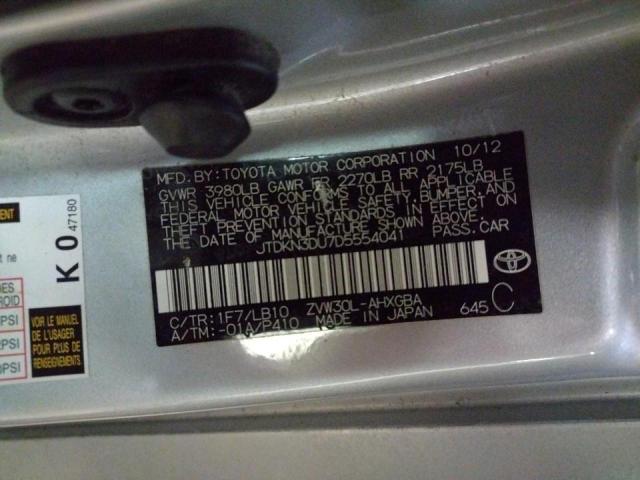 MFD. BY: TOYOTA MOTOR CORPORATION 10/12
GVWR 3980LB GAWR FR 2270LB RR 2175LB
THIS VEHICLE CONFORMS TO ALL APPLICABLE
FEDERAL MOTOR VEHICLE SAFETY, BUMPER, AND
THEFT PREVENTION STANDARDS IN EFFECT ON
THE DATE OF MANUFACTURE SHOWN ABOVE.
JTDKN3DU7D5554041 PASS. CAR
C/TR: 1F7/LB10 ZVW30L-AHXGBA
A/TM: -01A/P410 MADE IN JAPAN 645 C
K 0 47180
PSI
PSI
PSI
VOIR LE MANUEL
DE L'USAGER
POUR PLUS DE
RENSEIGNEMENTS